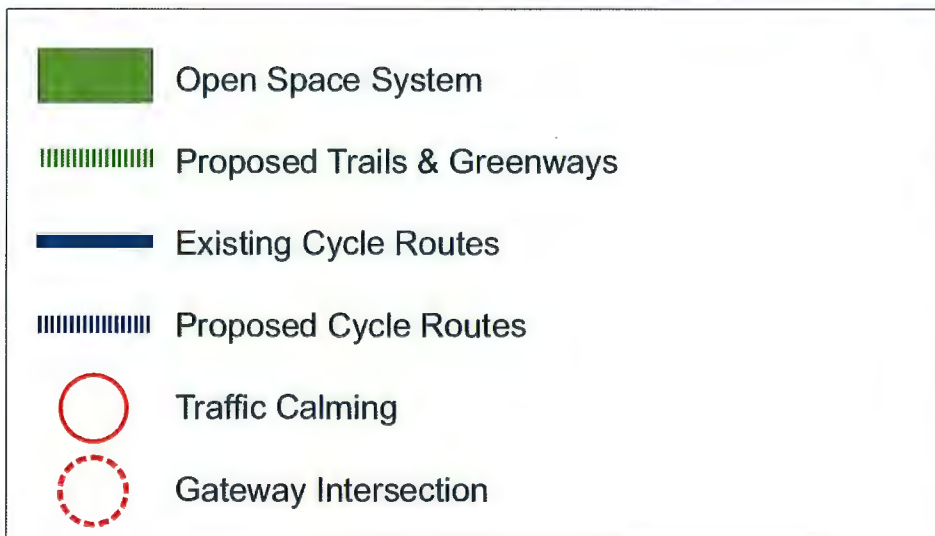 Open Space System
Proposed Trails & Greenways
Existing Cycle Routes
Proposed Cycle Routes
Traffic Calming
Gateway Intersection